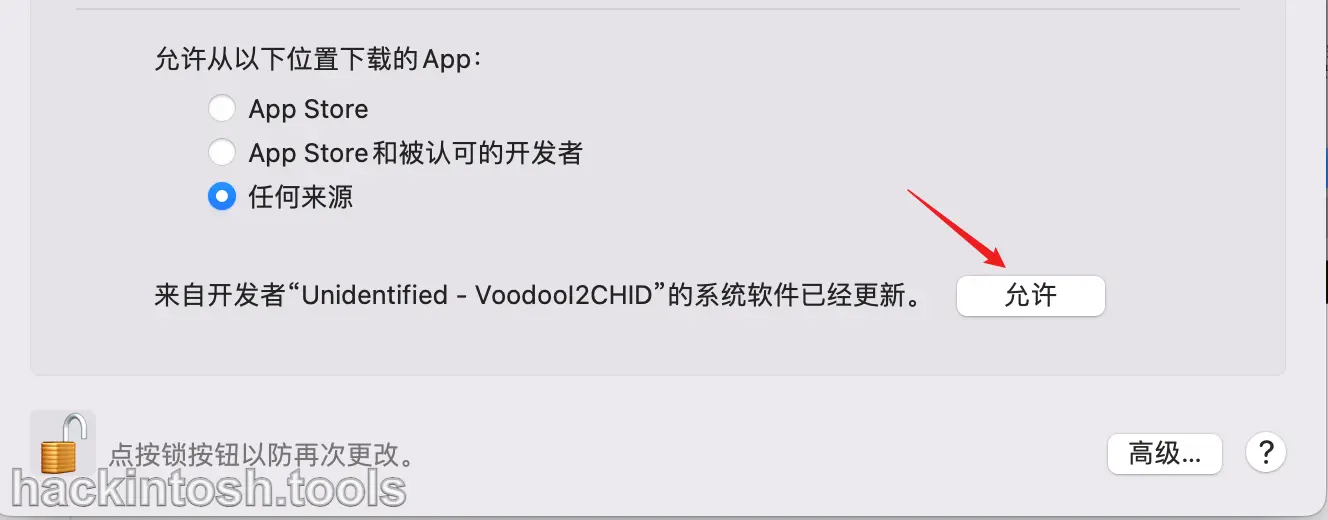 允许从以下位置下载的App:
App Store
App Store和被认可的开发者
任何来源
来自开发者“Unidentified - VoodooI2CHID”的系统软件已经更新。 允许
点按锁按钮以防再次更改。 高级... ?
hackintosh.tools